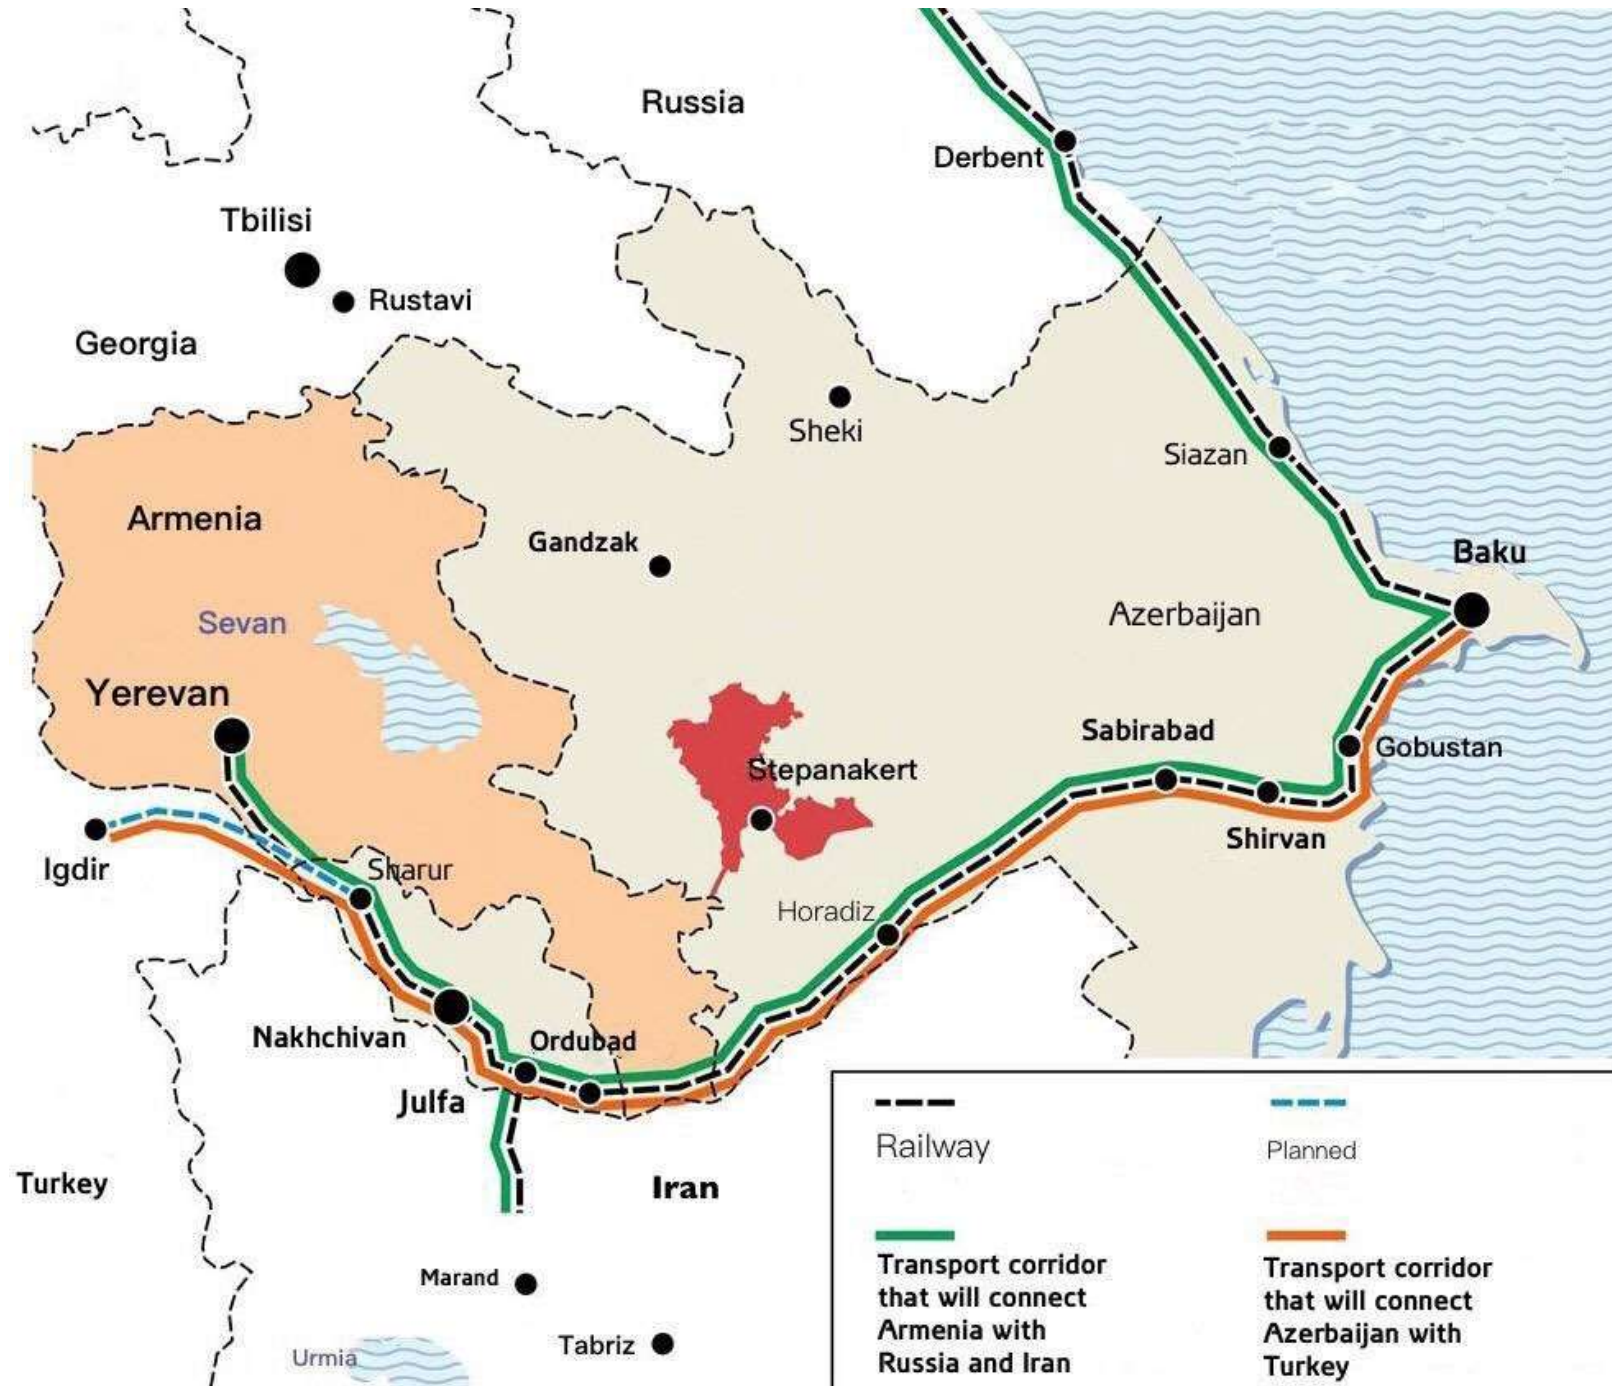 Russia
Derbent
Tbilisi
Rustavi
Georgia
Sheki
Siazan
Armenia
Gandzak
Baku
Sevan
Azerbaijan
Yerevan
Sabirabad
Gobustan
Stepanakert
Shirvan
Igdir
Sharur
Horadiz
Nakhchivan
Ordubad
Julfa
Turkey
Iran
Marand
Tabriz
Urmia
Railway
Planned
Transport corridor
that will connect
Armenia with
Russia and Iran
Transport corridor
that will connect
Azerbaijan with
Turkey